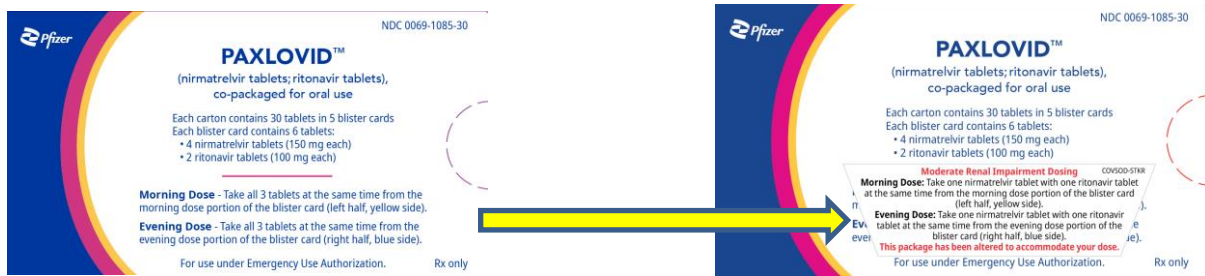 NDC 0069-1085-30
Pfizer
PAXLOVID™
(nirmatrelvir tablets; ritonavir tablets),
co-packaged for oral use
Each carton contains 30 tablets in 5 blister cards
Each blister card contains 6 tablets:
• 4 nirmatrelvir tablets (150 mg each)
• 2 ritonavir tablets (100 mg each)
Morning Dose - Take all 3 tablets at the same time from the
morning dose portion of the blister card (left half, yellow side).
Evening Dose - Take all 3 tablets at the same time from the
evening dose portion of the blister card (right half, blue side).
For use under Emergency Use Authorization. Rx only
NDC 0069-1085-30
Pfizer
PAXLOVID™
(nirmatrelvir tablets; ritonavir tablets),
co-packaged for oral use
Each carton contains 30 tablets in 5 blister cards
Each blister card contains 6 tablets:
• 4 nirmatrelvir tablets (150 mg each)
• 2 ritonavir tablets (100 mg each)
Moderate Renal Impairment Dosing COVSOD-STKR
Morning Dose: Take one nirmatrelvir tablet with one ritonavir tablet
at the same time from the morning dose portion of the blister card
(left half, yellow side).
Evening Dose: Take one nirmatrelvir tablet with one ritonavir
tablet at the same time from the evening dose portion of the
blister card (right half, blue side).
This package has been altered to accommodate your dose.
For use under Emergency Use Authorization. Rx only